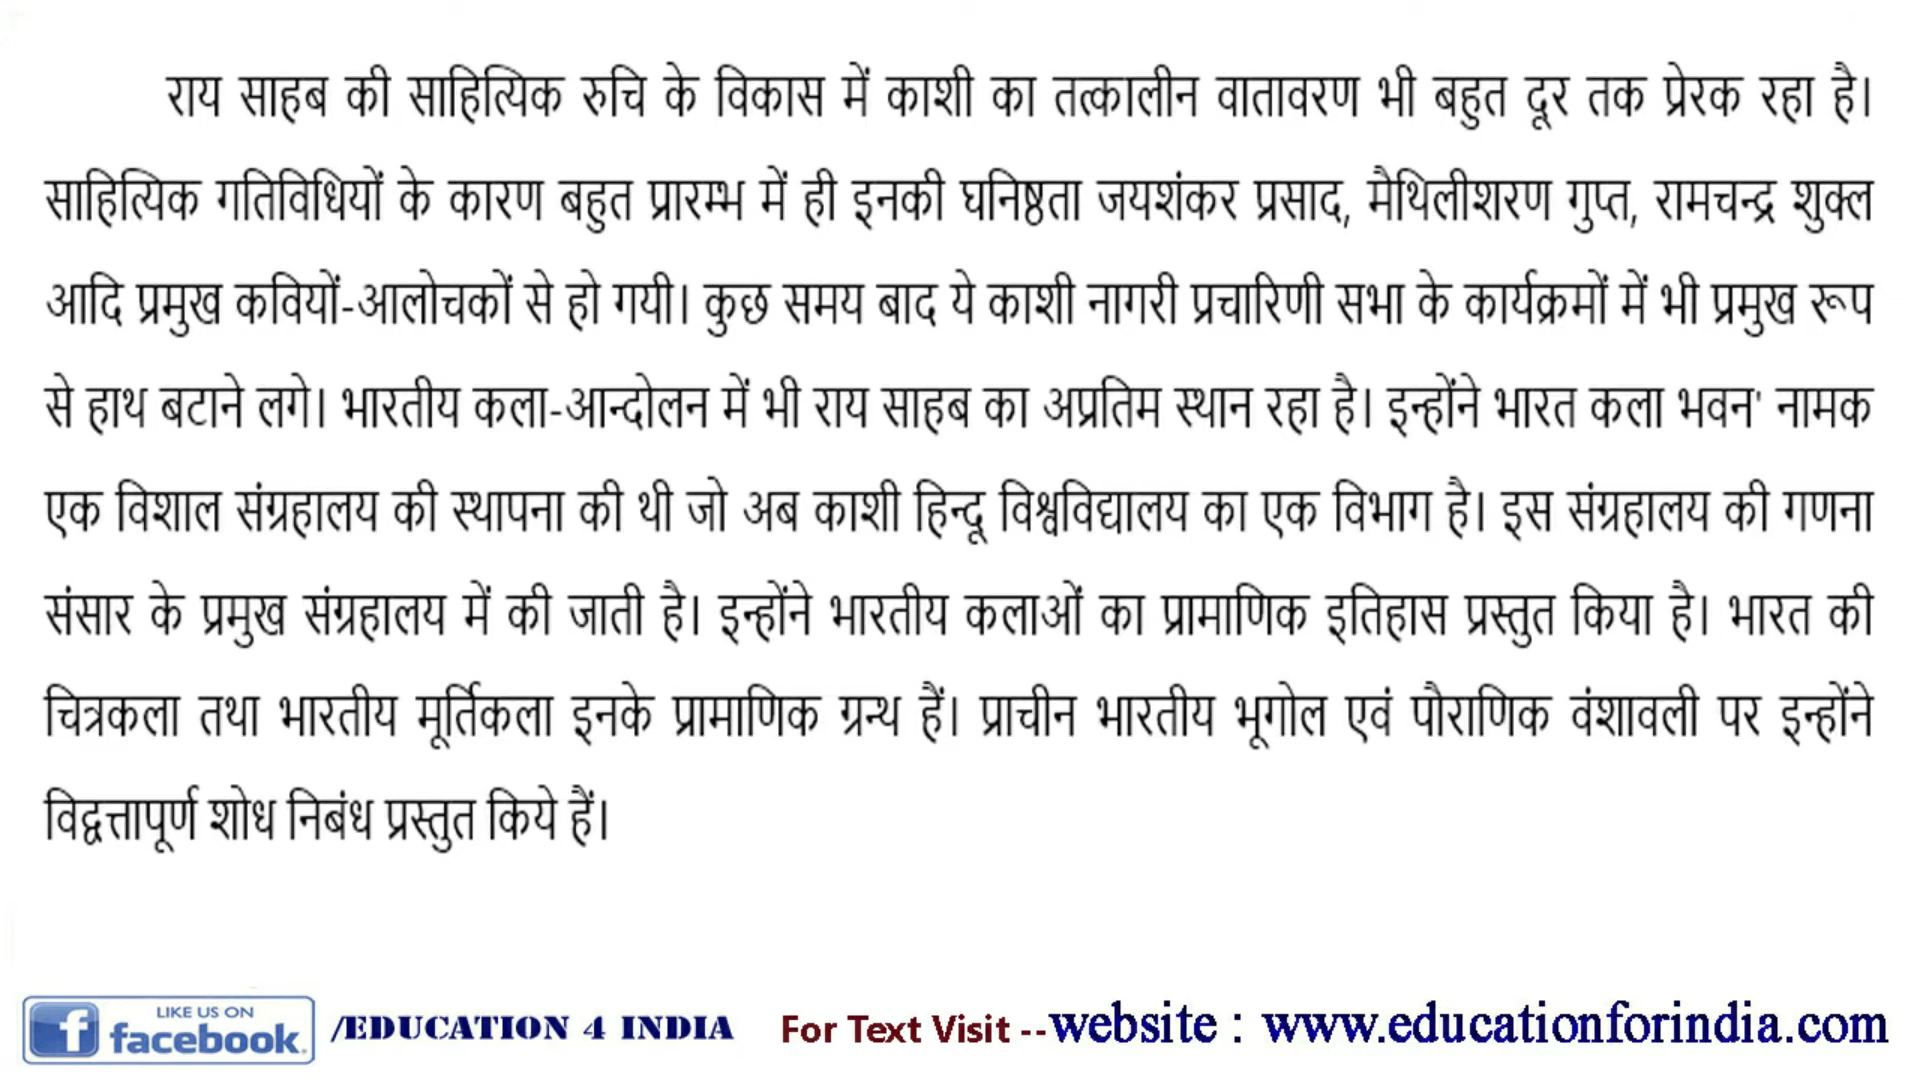 राय साहब की साहित्यिक रुचि के विकास में काशी का तत्कालीन वातावरण भी बहुत दूर तक प्रेरक रहा है।
साहित्यिक गतिविधियों के कारण बहुत प्रारम्भ में ही इनकी घनिष्ठता जयशंकर प्रसाद, मैथिलीशरण गुप्त, रामचन्द्र शुक्ल
आदि प्रमुख कवियों-आलोचकों से हो गयी। कुछ समय बाद ये काशी नागरी प्रचारिणी सभा के कार्यक्रमों में भी प्रमुख रूप
से हाथ बटाने लगे। भारतीय कला-आन्दोलन में भी राय साहब का अप्रतिम स्थान रहा है। इन्होंने भारत कला भवन' नामक
एक विशाल संग्रहालय की स्थापना की थी जो अब काशी हिन्दू विश्वविद्यालय का एक विभाग है। इस संग्रहालय की गणना
संसार के प्रमुख संग्रहालय में की जाती है। इन्होंने भारतीय कलाओं का प्रामाणिक इतिहास प्रस्तुत किया है। भारत की
चित्रकला तथा भारतीय मूर्तिकला इनके प्रामाणिक ग्रन्थ हैं। प्राचीन भारतीय भूगोल एवं पौराणिक वंशावली पर इन्होंने
विद्वत्तापूर्ण शोध निबंध प्रस्तुत किये हैं।
LIKE US ON
facebook. /EDUCATION 4 INDIA For Text Visit --website : www.educationforindia.com